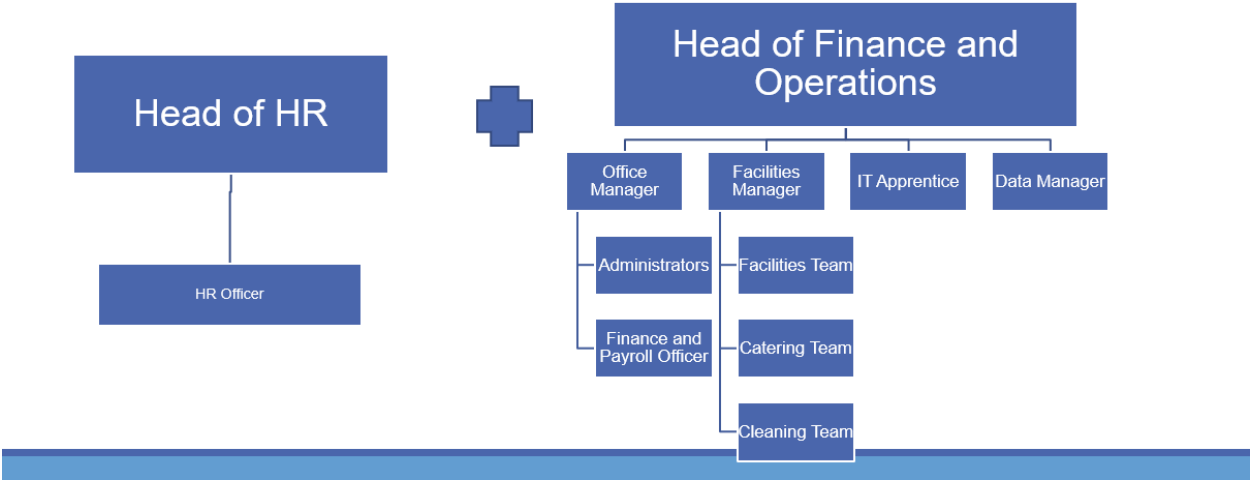 Head of HR
HR Officer
Head of Finance and
Operations
Office
Manager
Facilities
Manager
IT Apprentice
Data Manager
Administrators
Facilities Team
Finance and
Payroll Officer
Catering Team
Cleaning Team